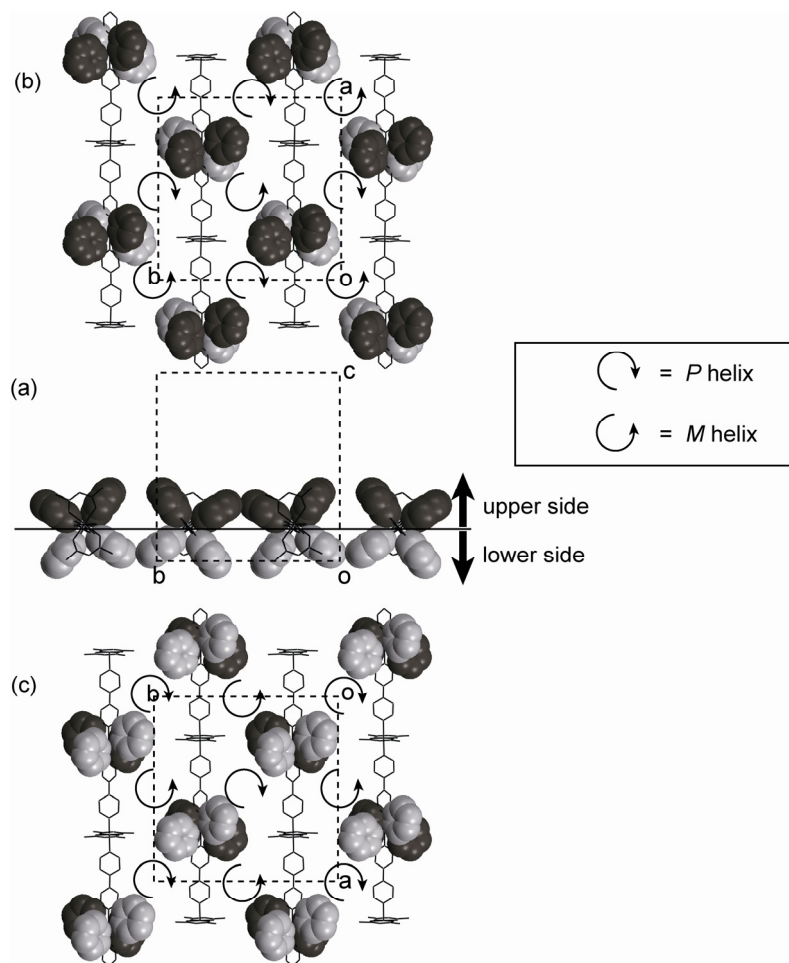 (b)
a
b
o
(a)
c
= P helix
= M helix
upper side
lower side
b
o
(c)
b
o
a